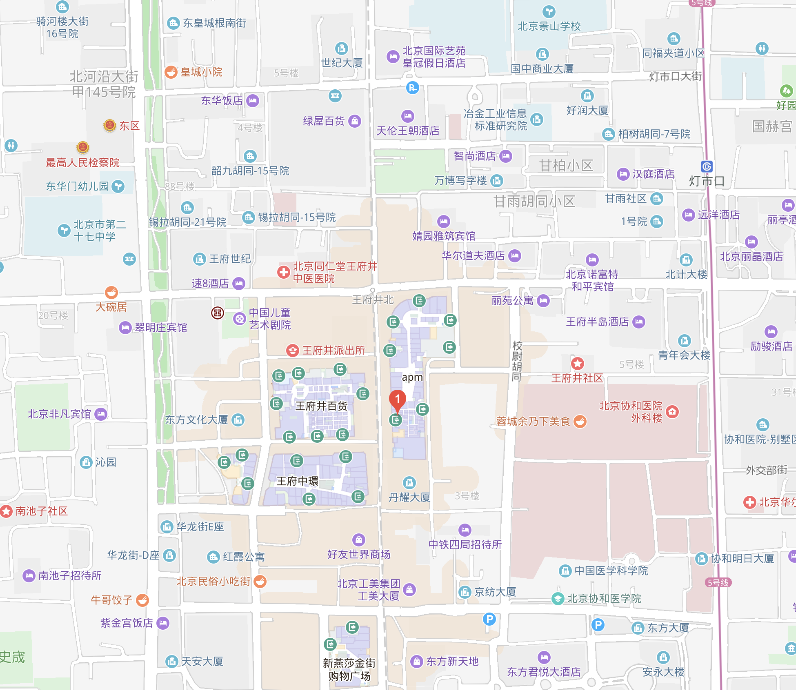 骑河楼大街
16号院
东皇城根南街
世纪大厦
北京国际艺苑
皇冠假日酒店
北京景山学校
国中商业大厦
同福夹道小区
5号线
北河沿大街
甲145号院
皇城小院
5号楼
灯市口大街
东华饭店
绿屋百货
天伦王朝酒店
冶金工业信息
标准研究院
好润大厦
好园
国赫宫
东区
4号楼
柏树胡同-7号院
最高人民检察院
韶九胡同-15号院
智尚酒店
甘柏小区
汉庭酒店
灯市口
东华门幼儿园
88号院
万博写字楼
甘雨胡同小区
甘雨社区
1号院
远洋酒店
丽亭
北京市第二
十七中学
锡拉胡同-21号院
锡拉胡同-15号院
靖园雅筑宾馆
华尔道夫酒店
王府世纪
北京同仁堂王府井
中医医院
北京诺富特
和平宾馆
北计大楼
北京丽晶酒店
速8酒店
大碗居
20号院
王府井北
丽苑公寓
翠明庄宾馆
中国儿童
艺术剧院
王府半岛酒店
励骏酒店
王府井派出所
校尉胡同
青年会大楼
5号楼
apm
王府井社区
1
王府井百货
北京非凡宾馆
东方文化大厦
蓉城余乃下美食
北京协和医院
外科楼
协和医院-别墅区
沁园
王府中環
丹耀大厦
3号楼
外交部街
北京华尔
南池子社区
华龙街E座
华龙街-D座
红霞公寓
好友世界商场
中铁四局招待所
协和明日大厦
南池子招待所
北京民俗小吃街
北京工美集团
工美大厦
京纺大厦
中国医学科学院
5号线
牛哥饺子
北京协和医学院
紫金宫饭店
东方大厦
史宬
天安大厦
新燕莎金街
购物广场
东方新天地
东方君悦大酒店
安永大楼